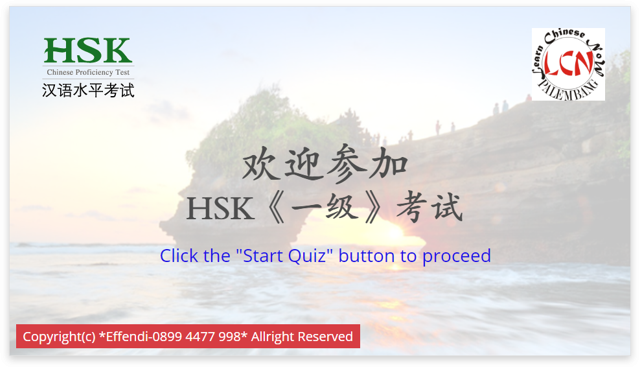 HSK
Chinese Proficiency Test
汉语水平考试
Learn Chinese Now
LCN
PALEMBANG
欢迎参加
HSK《一级》考试
Click the "Start Quiz" button to proceed
Copyright(c) *Effendi-0899 4477 998* Allright Reserved